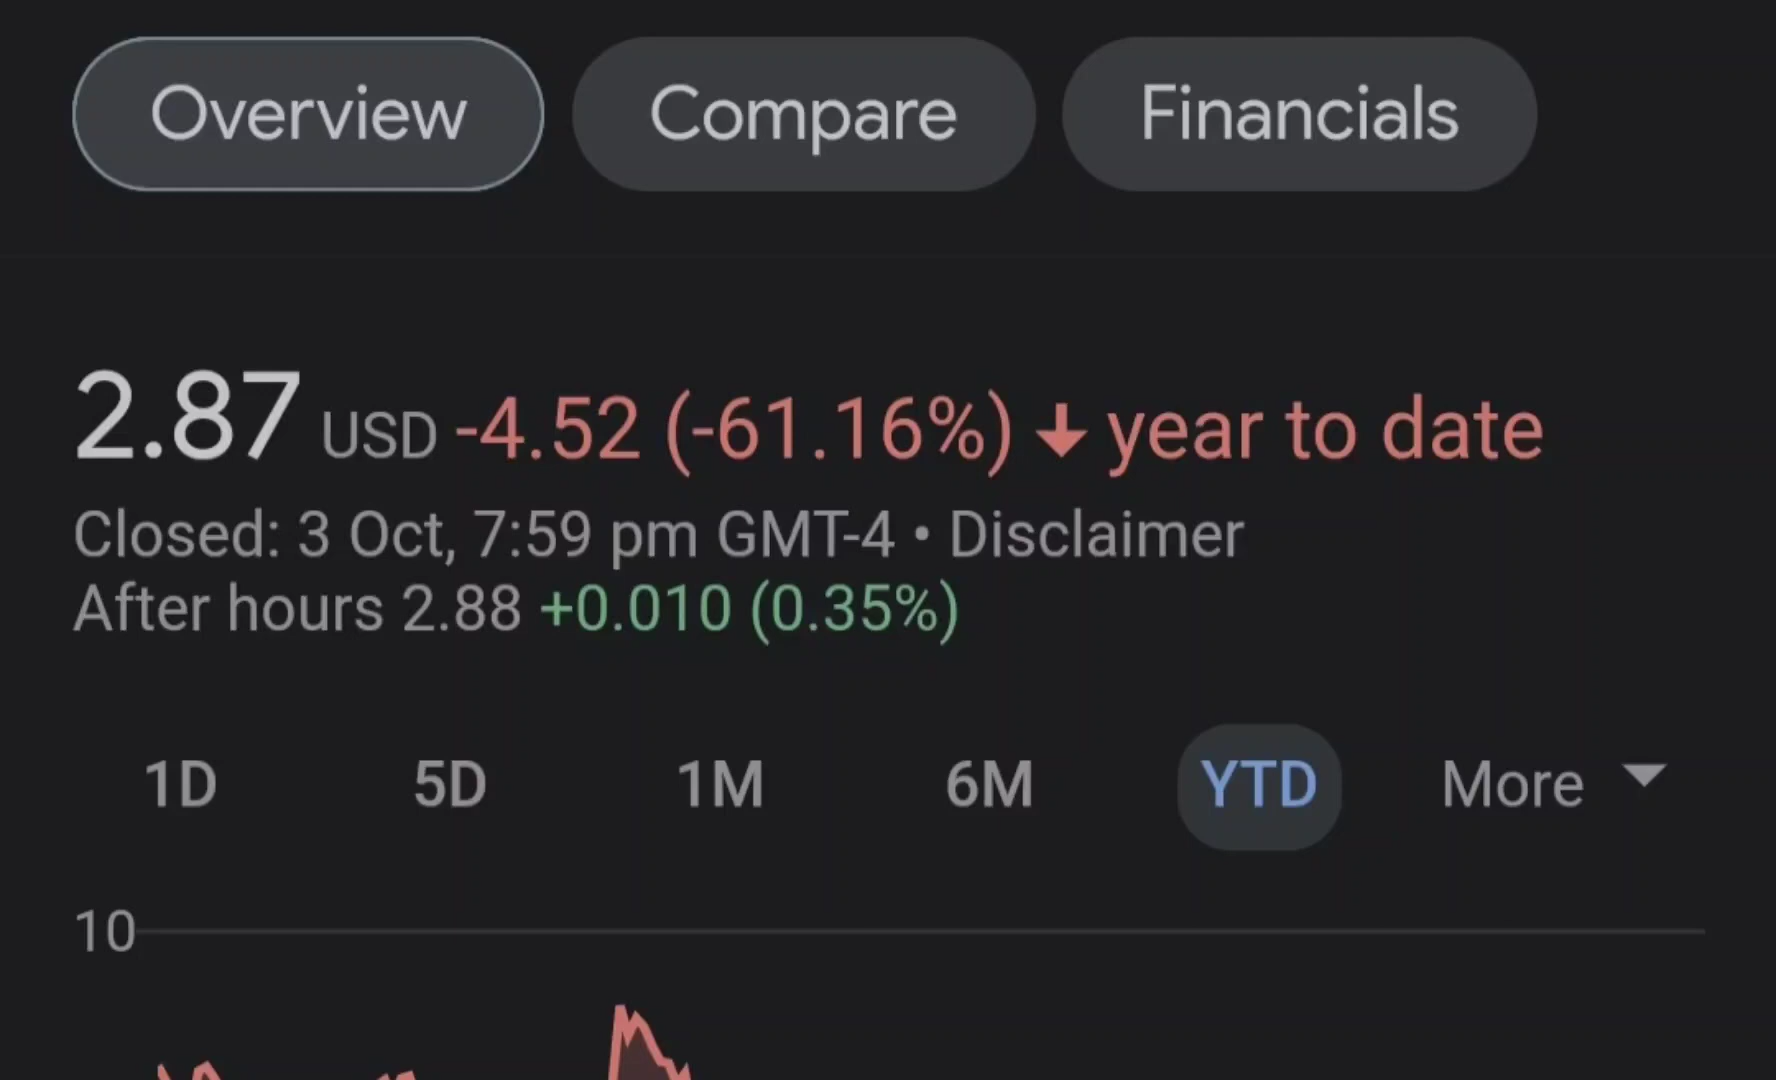 Overview Compare Financials
2.87 USD -4.52 (-61.16%) ↓ year to date
Closed: 3 Oct, 7:59 pm GMT-4 • Disclaimer
After hours 2.88 +0.010 (0.35%)
1D 5D 1M 6M YTD More
10